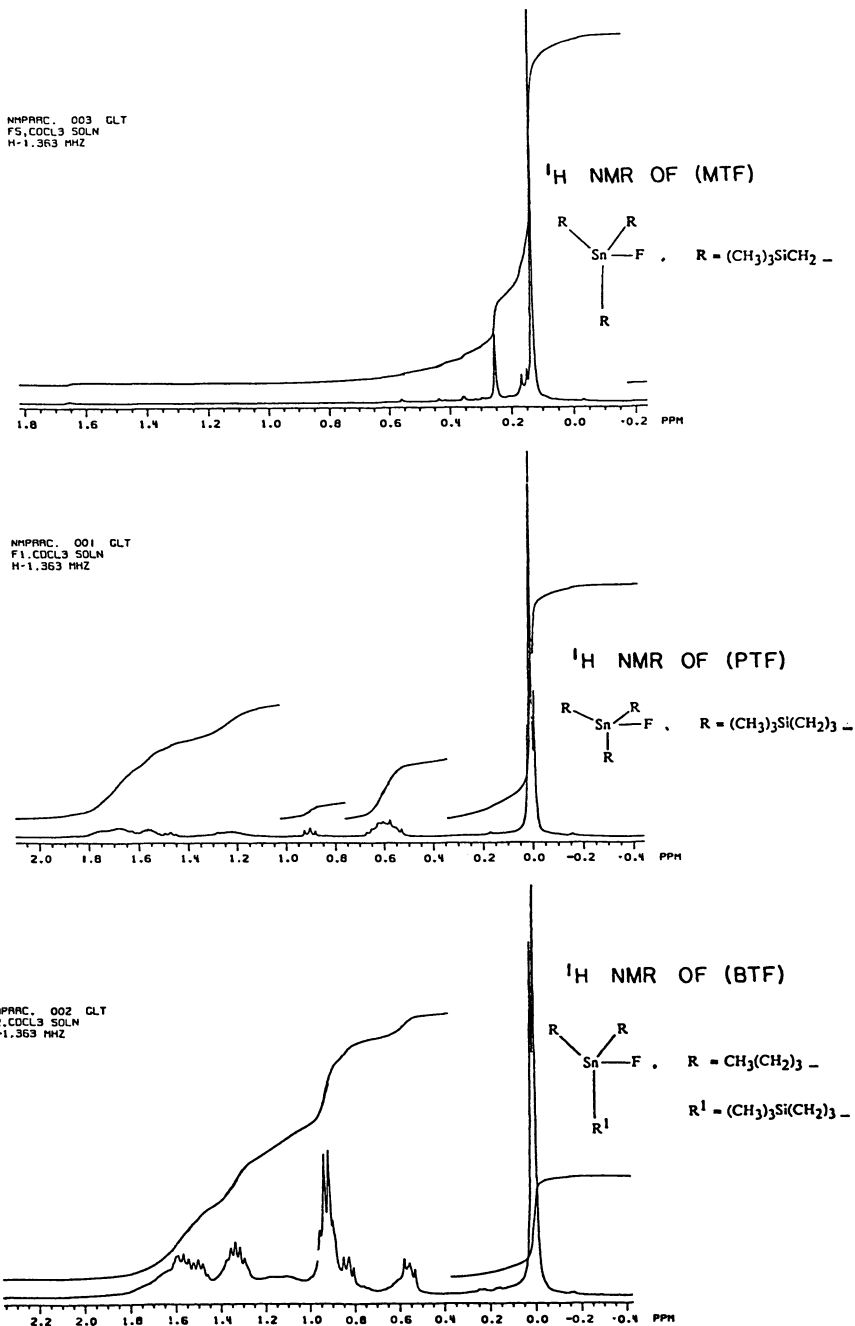 NMPRRC. 003 GLT
FS,CDCL3 SOLN
H-1.363 MHZ
¹H NMR OF (MTF)
R R
Sn—F . R = (CH₃)₃SiCH₂ —
R
1.8 1.6 1.4 1.2 1.0 0.8 0.6 0.4 0.2 0.0 -0.2 PPM
NMPRRC. 001 GLT
F1.CDCL3 SOLN
H-1.363 MHZ
¹H NMR OF (PTF)
R R
Sn—F . R = (CH₃)₃Si(CH₂)₃ —
R
2.0 1.8 1.6 1.4 1.2 1.0 0.8 0.6 0.4 0.2 0.0 -0.2 -0.4 PPM
PRRC. 002 GLT
.CDCL3 SOLN
-1.363 MHZ
¹H NMR OF (BTF)
R R
Sn—F . R = CH₃(CH₂)₃ —
R¹ = (CH₃)₃Si(CH₂)₃ —
R¹
2.2 2.0 1.8 1.6 1.4 1.2 1.0 0.8 0.6 0.4 0.2 0.0 -0.2 -0.4 PPM